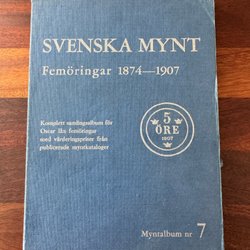 SVENSKA MYNT
Femöringar 1874—1907
Komplett samlingsalbum för
Oscar IIs femöringar
med värderingspriser från
publicerade myntkataloger
5
ÖRE
1907
Myntalbum nr 7